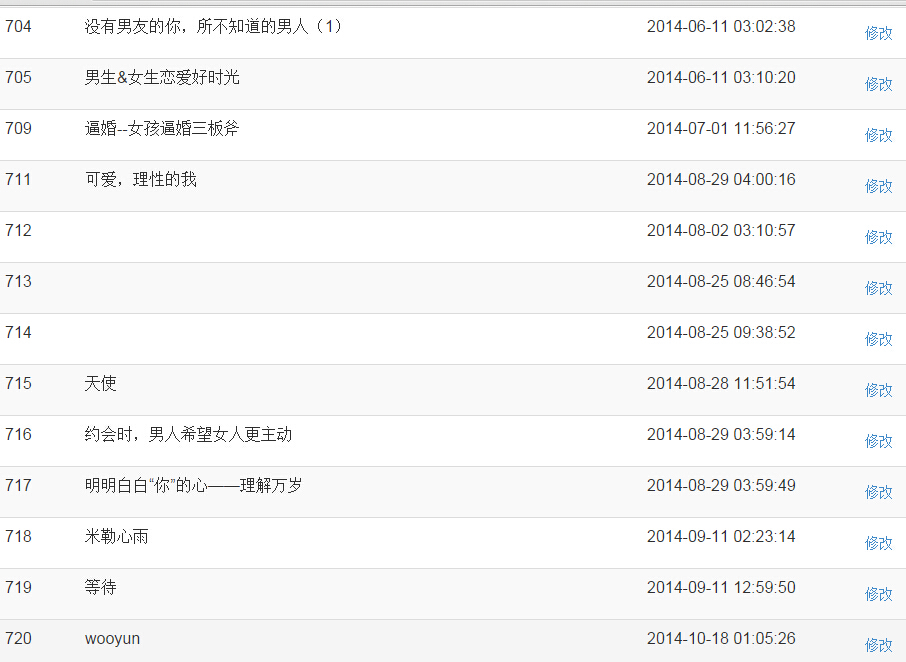 704 没有男友的你，所不知道的男人（1） 2014-06-11 03:02:38 修改
705 男生&女生恋爱好时光 2014-06-11 03:10:20 修改
709 逼婚--女孩逼婚三板斧 2014-07-01 11:56:27 修改
711 可爱，理性的我 2014-08-29 04:00:16 修改
712 2014-08-02 03:10:57 修改
713 2014-08-25 08:46:54 修改
714 2014-08-25 09:38:52 修改
715 天使 2014-08-28 11:51:54 修改
716 约会时，男人希望女人更主动 2014-08-29 03:59:14 修改
717 明明白白“你”的心——理解万岁 2014-08-29 03:59:49 修改
718 米勒心雨 2014-09-11 02:23:14 修改
719 等待 2014-09-11 12:59:50 修改
720 wooyun 2014-10-18 01:05:26 修改